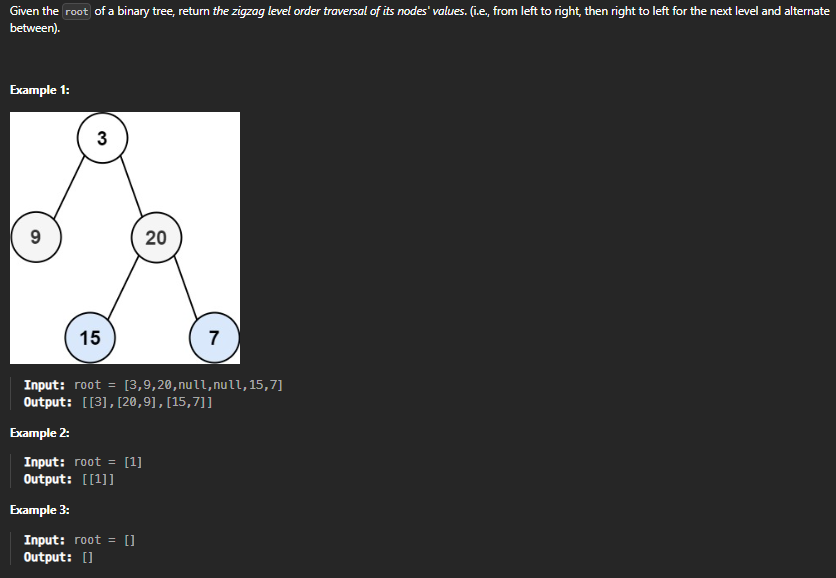 Given the root of a binary tree, return the zigzag level order traversal of its nodes' values. (i.e., from left to right, then right to left for the next level and alternate
between).
Example 1:
3
9
20
15
7
Input: root = [3,9,20,null,null,15,7]
Output: [[3],[20,9],[15,7]]
Example 2:
Input: root = [1]
Output: [[1]]
Example 3:
Input: root = []
Output: []